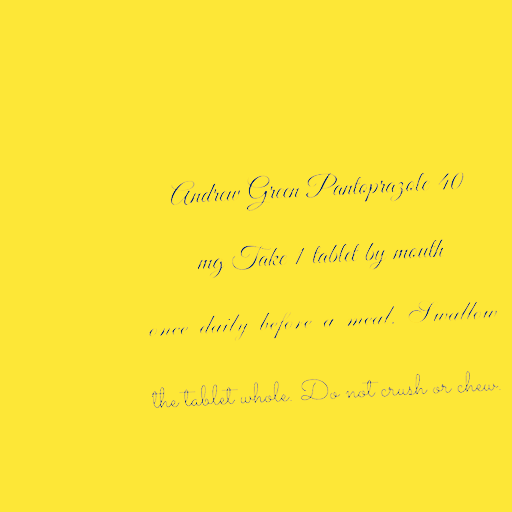 Andrew Green Pantoprazole 40
mg Take 1 tablet by mouth
once daily before a meal. Swallow
the tablet whole. Do not crush or chew.